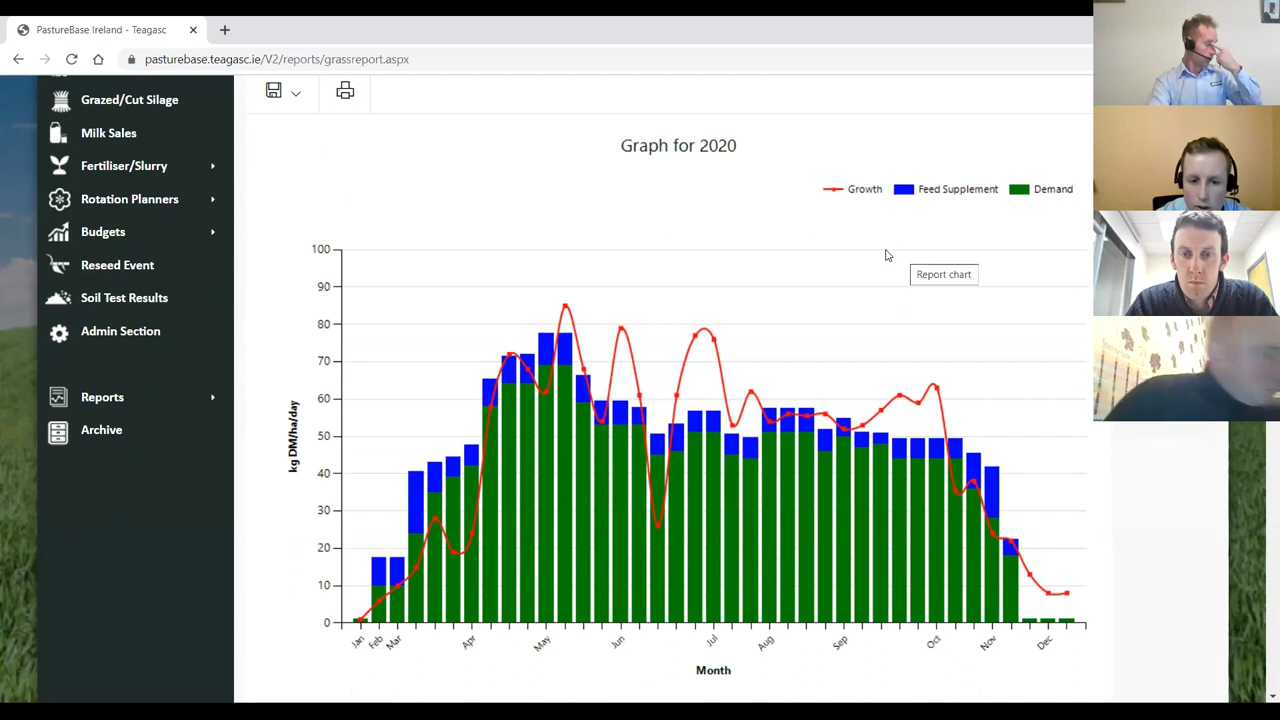 PastureBase Ireland - Teagasc
pasturebase.teagasc.ie/V2/reports/grassreport.aspx
Grazed/Cut Silage
Milk Sales
Fertiliser/Slurry
Rotation Planners
Budgets
Reseed Event
Soil Test Results
Admin Section
Reports
Archive
Graph for 2020
Growth Feed Supplement Demand
Report chart
100
90
80
70
60
50
40
30
20
10
0
kg DM/ha/day
Jan Feb Mar Apr May Jun Jul Aug Sep Oct Nov Dec
Month